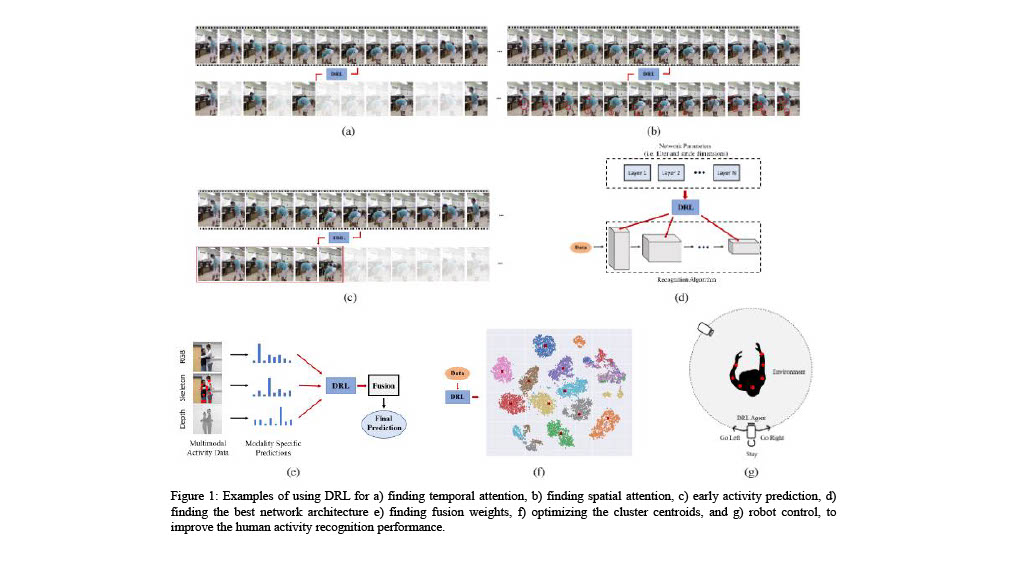 DRL
DRL
(a)
(b)
Network Parameters
(i.e. Layer and node dimensions)
Layer 1
Layer 2
Layer N
DRL
DRL
Data
Recognition Algorithm
(c)
(d)
RGB
Skeleton
Depth
DRL
Fusion
Final
Prediction
Multimodal
Activity Data
Modality Specific
Predictions
Data
DRL
Environment
DRL Agent
Go Left
Go Right
Stay
(e)
(f)
(g)
Figure 1: Examples of using DRL for a) finding temporal attention, b) finding spatial attention, c) early activity prediction, d)
finding the best network architecture e) finding fusion weights, f) optimizing the cluster centroids, and g) robot control, to
improve the human activity recognition performance.